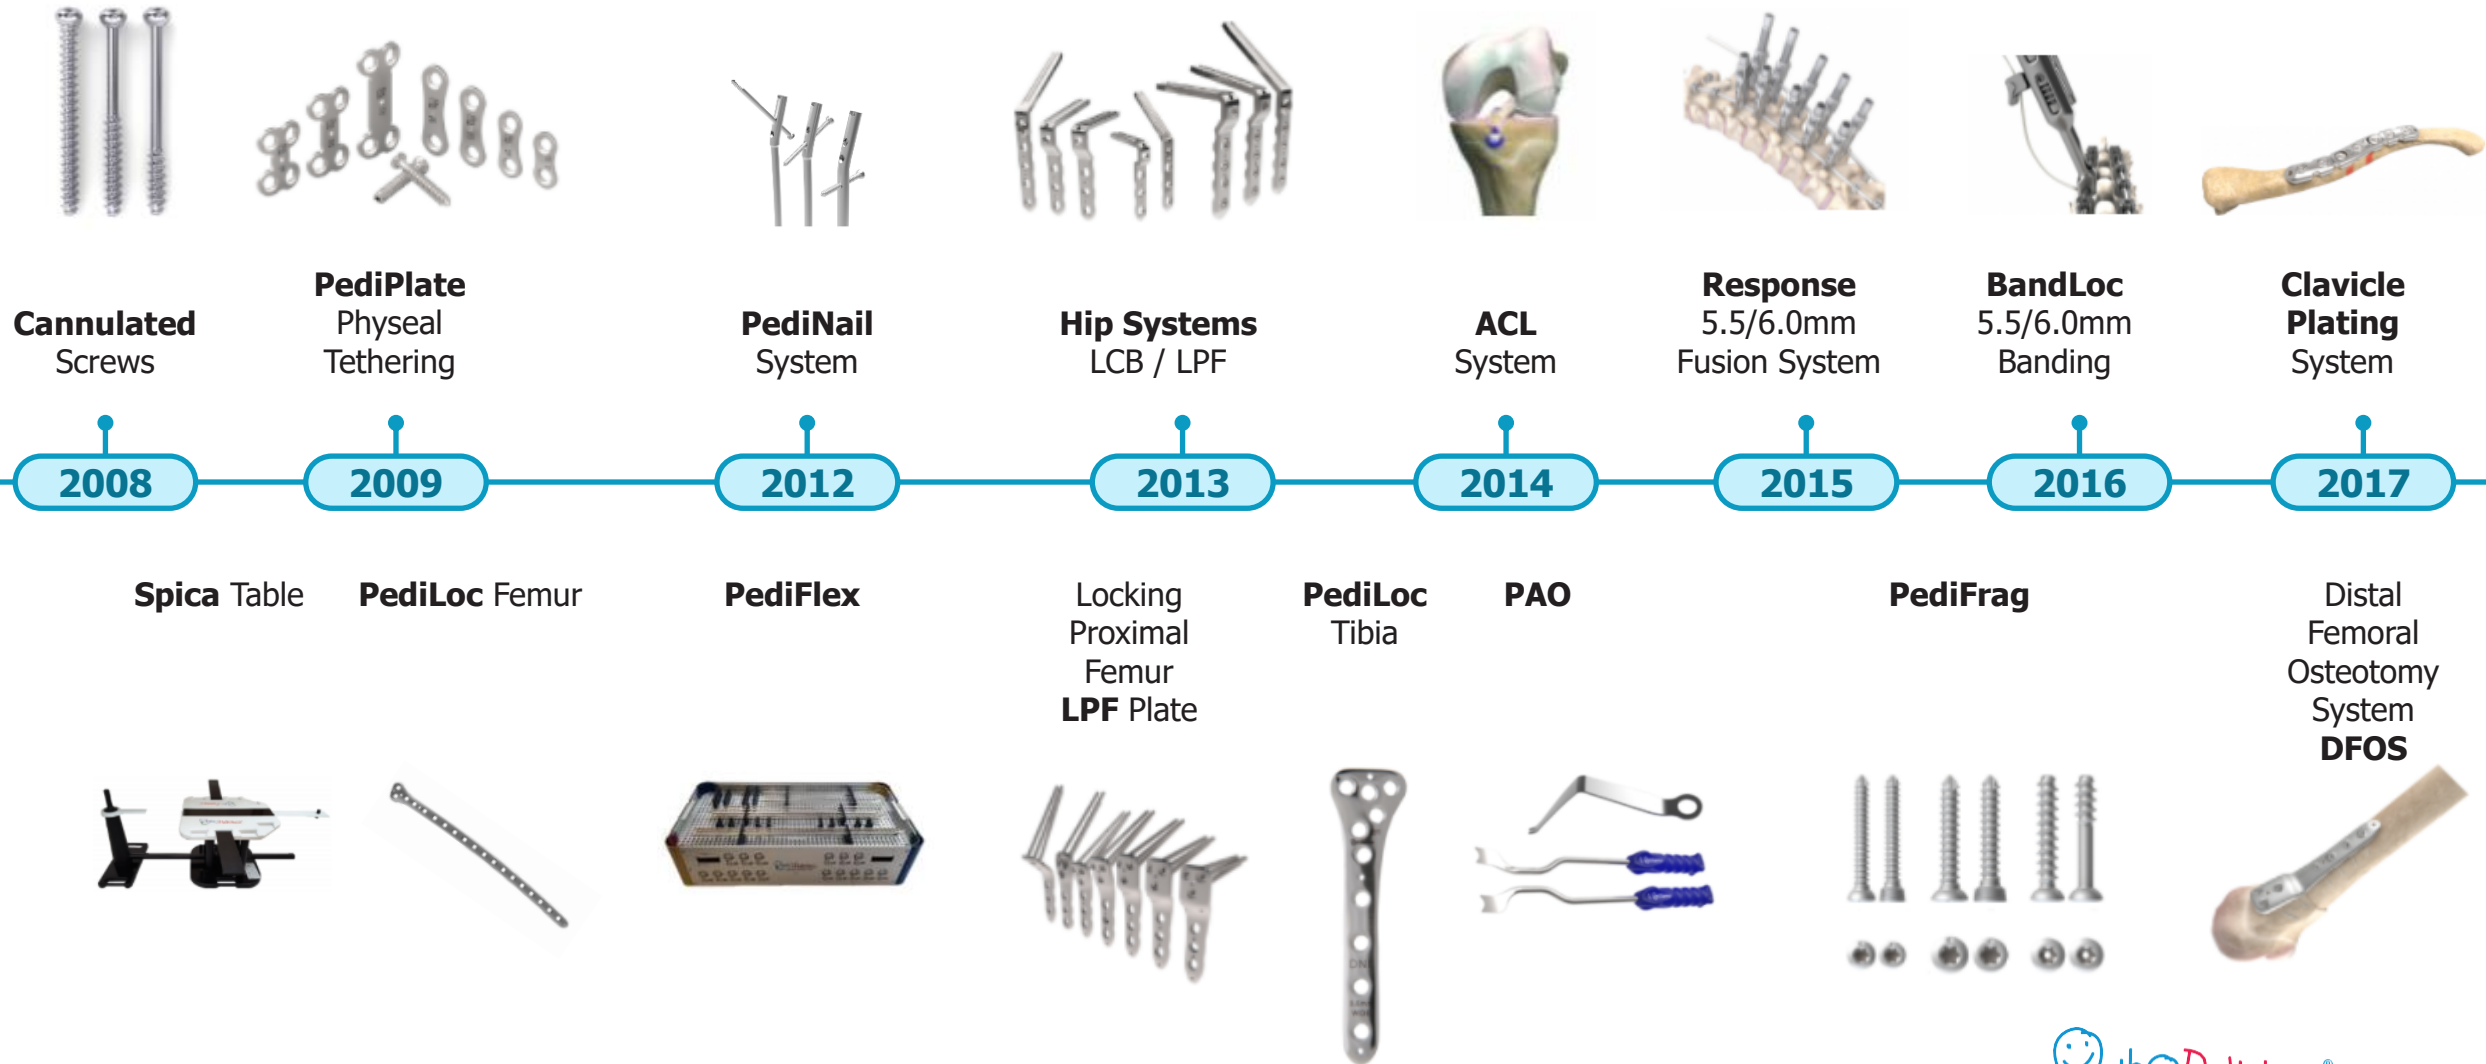 Cannulated
Screws
PediPlate
Physeal
Tethering
PediNail
System
Hip Systems
LCB / LPF
ACL
System
Response
5.5/6.0mm
Fusion System
BandLoc
5.5/6.0mm
Banding
Clavicle
Plating
System
2008
2009
2012
2013
2014
2015
2016
2017
Spica Table
PediLoc Femur
PediFlex
Locking
Proximal
Femur
LPF Plate
PediLoc
Tibia
PAO
PediFrag
Distal
Femoral
Osteotomy
System
DFOS